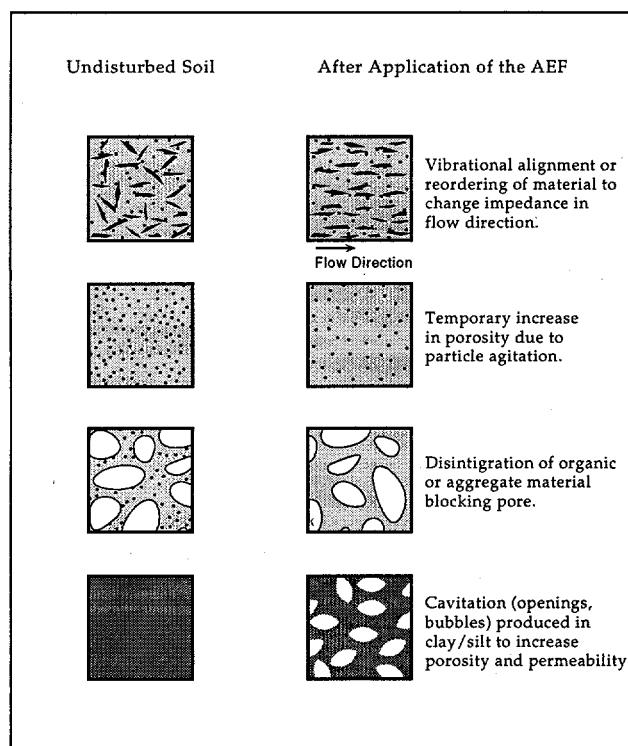 Undisturbed Soil
After Application of the AEF
Vibrational alignment or
reordering of material to
change impedance in
flow direction.
Flow Direction
Temporary increase
in porosity due to
particle agitation.
Disintigration of organic
or aggregate material
blocking pore.
Cavitation (openings,
bubbles) produced in
clay/silt to increase
porosity and permeability